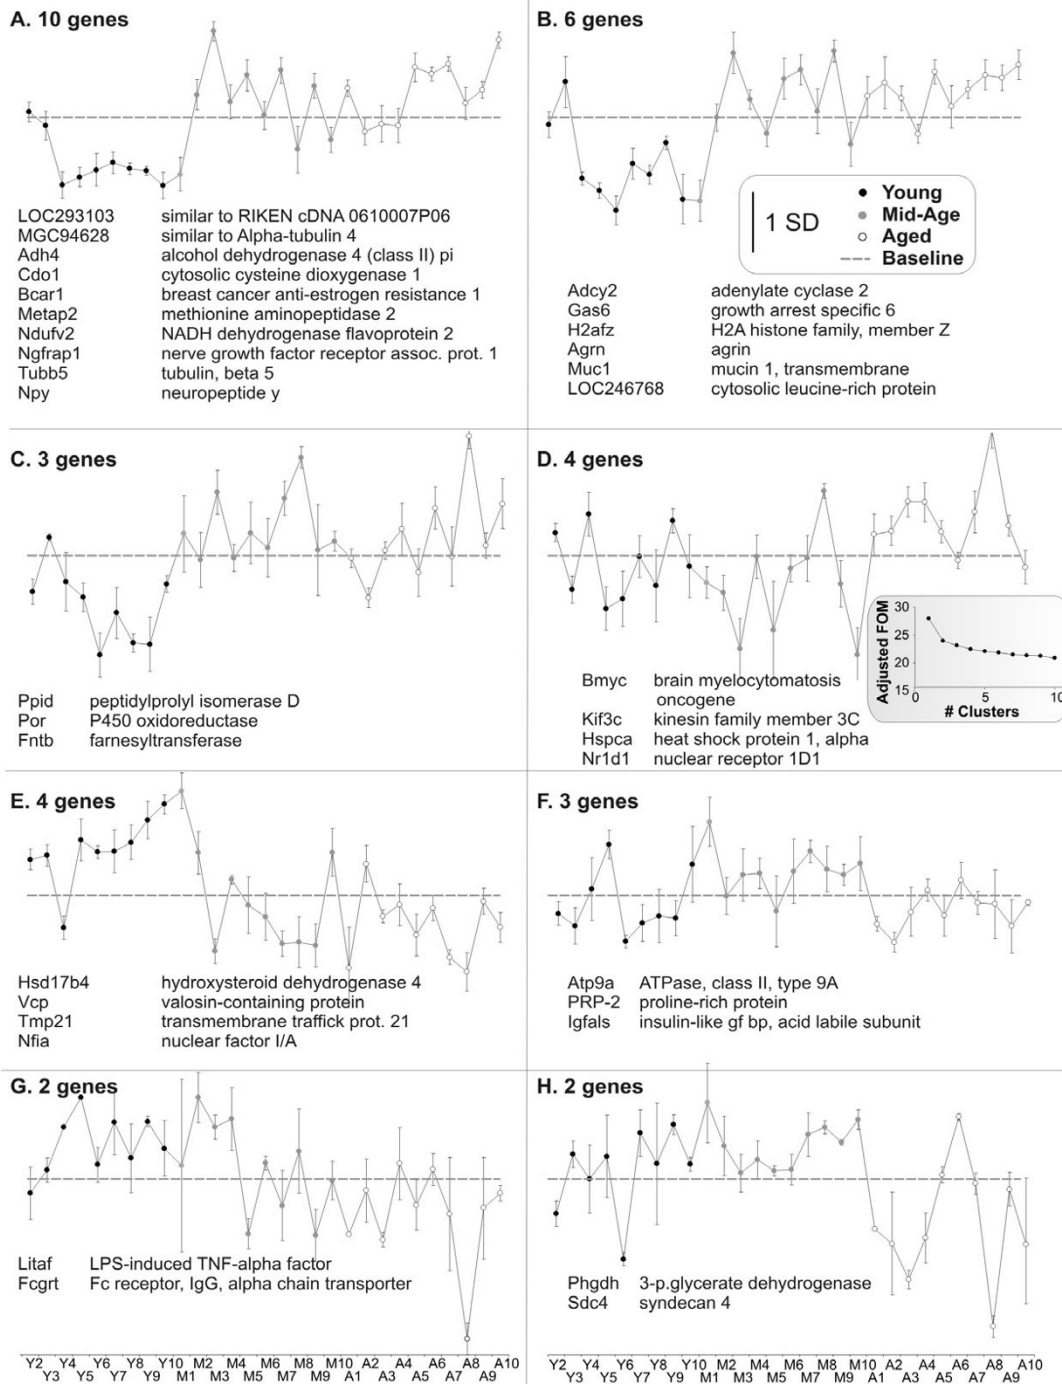 A. 10 genes
LOC293103 similar to RIKEN cDNA 0610007P06
MGC94628 similar to Alpha-tubulin 4
Adh4 alcohol dehydrogenase 4 (class II) pi
Cdo1 cytosolic cysteine dioxygenase 1
Bcar1 breast cancer anti-estrogen resistance 1
Metap2 methionine aminopeptidase 2
Ndufv2 NADH dehydrogenase flavoprotein 2
Ngfrap1 nerve growth factor receptor assoc. prot. 1
Tubb5 tubulin, beta 5
Npy neuropeptide y
B. 6 genes
1 SD
Young
Mid-Age
Aged
Baseline
Adcy2 adenylate cyclase 2
Gas6 growth arrest specific 6
H2afz H2A histone family, member Z
Agrn agrin
Muc1 mucin 1, transmembrane
LOC246768 cytosolic leucine-rich protein
C. 3 genes
Ppid peptidylprolyl isomerase D
Por P450 oxidoreductase
Fntb farnesyltransferase
D. 4 genes
Bmyc brain myelocytomatosis
oncogene
Kif3c kinesin family member 3C
Hspca heat shock protein 1, alpha
Nr1d1 nuclear receptor 1D1
Adjusted FOM
30
25
20
15
0 5 10
# Clusters
E. 4 genes
Hsd17b4 hydroxysteroid dehydrogenase 4
Vcp valosin-containing protein
Tmp21 transmembrane traffick prot. 21
Nfia nuclear factor I/A
F. 3 genes
Atp9a ATPase, class II, type 9A
PRP-2 proline-rich protein
Igfals insulin-like gf bp, acid labile subunit
G. 2 genes
Litaf LPS-induced TNF-alpha factor
Fcgrt Fc receptor, IgG, alpha chain transporter
Y2 Y4 Y6 Y8 Y10 M2 M4 M6 M8 M10 A2 A4 A6 A8 A10
Y3 Y5 Y7 Y9 M1 M3 M5 M7 M9 A1 A3 A5 A7 A9
H. 2 genes
Phgdh 3-p.glycerate dehydrogenase
Sdc4 syndecan 4
Y2 Y4 Y6 Y8 Y10 M2 M4 M6 M8 M10 A2 A4 A6 A8 A10
Y3 Y5 Y7 Y9 M1 M3 M5 M7 M9 A1 A3 A5 A7 A9